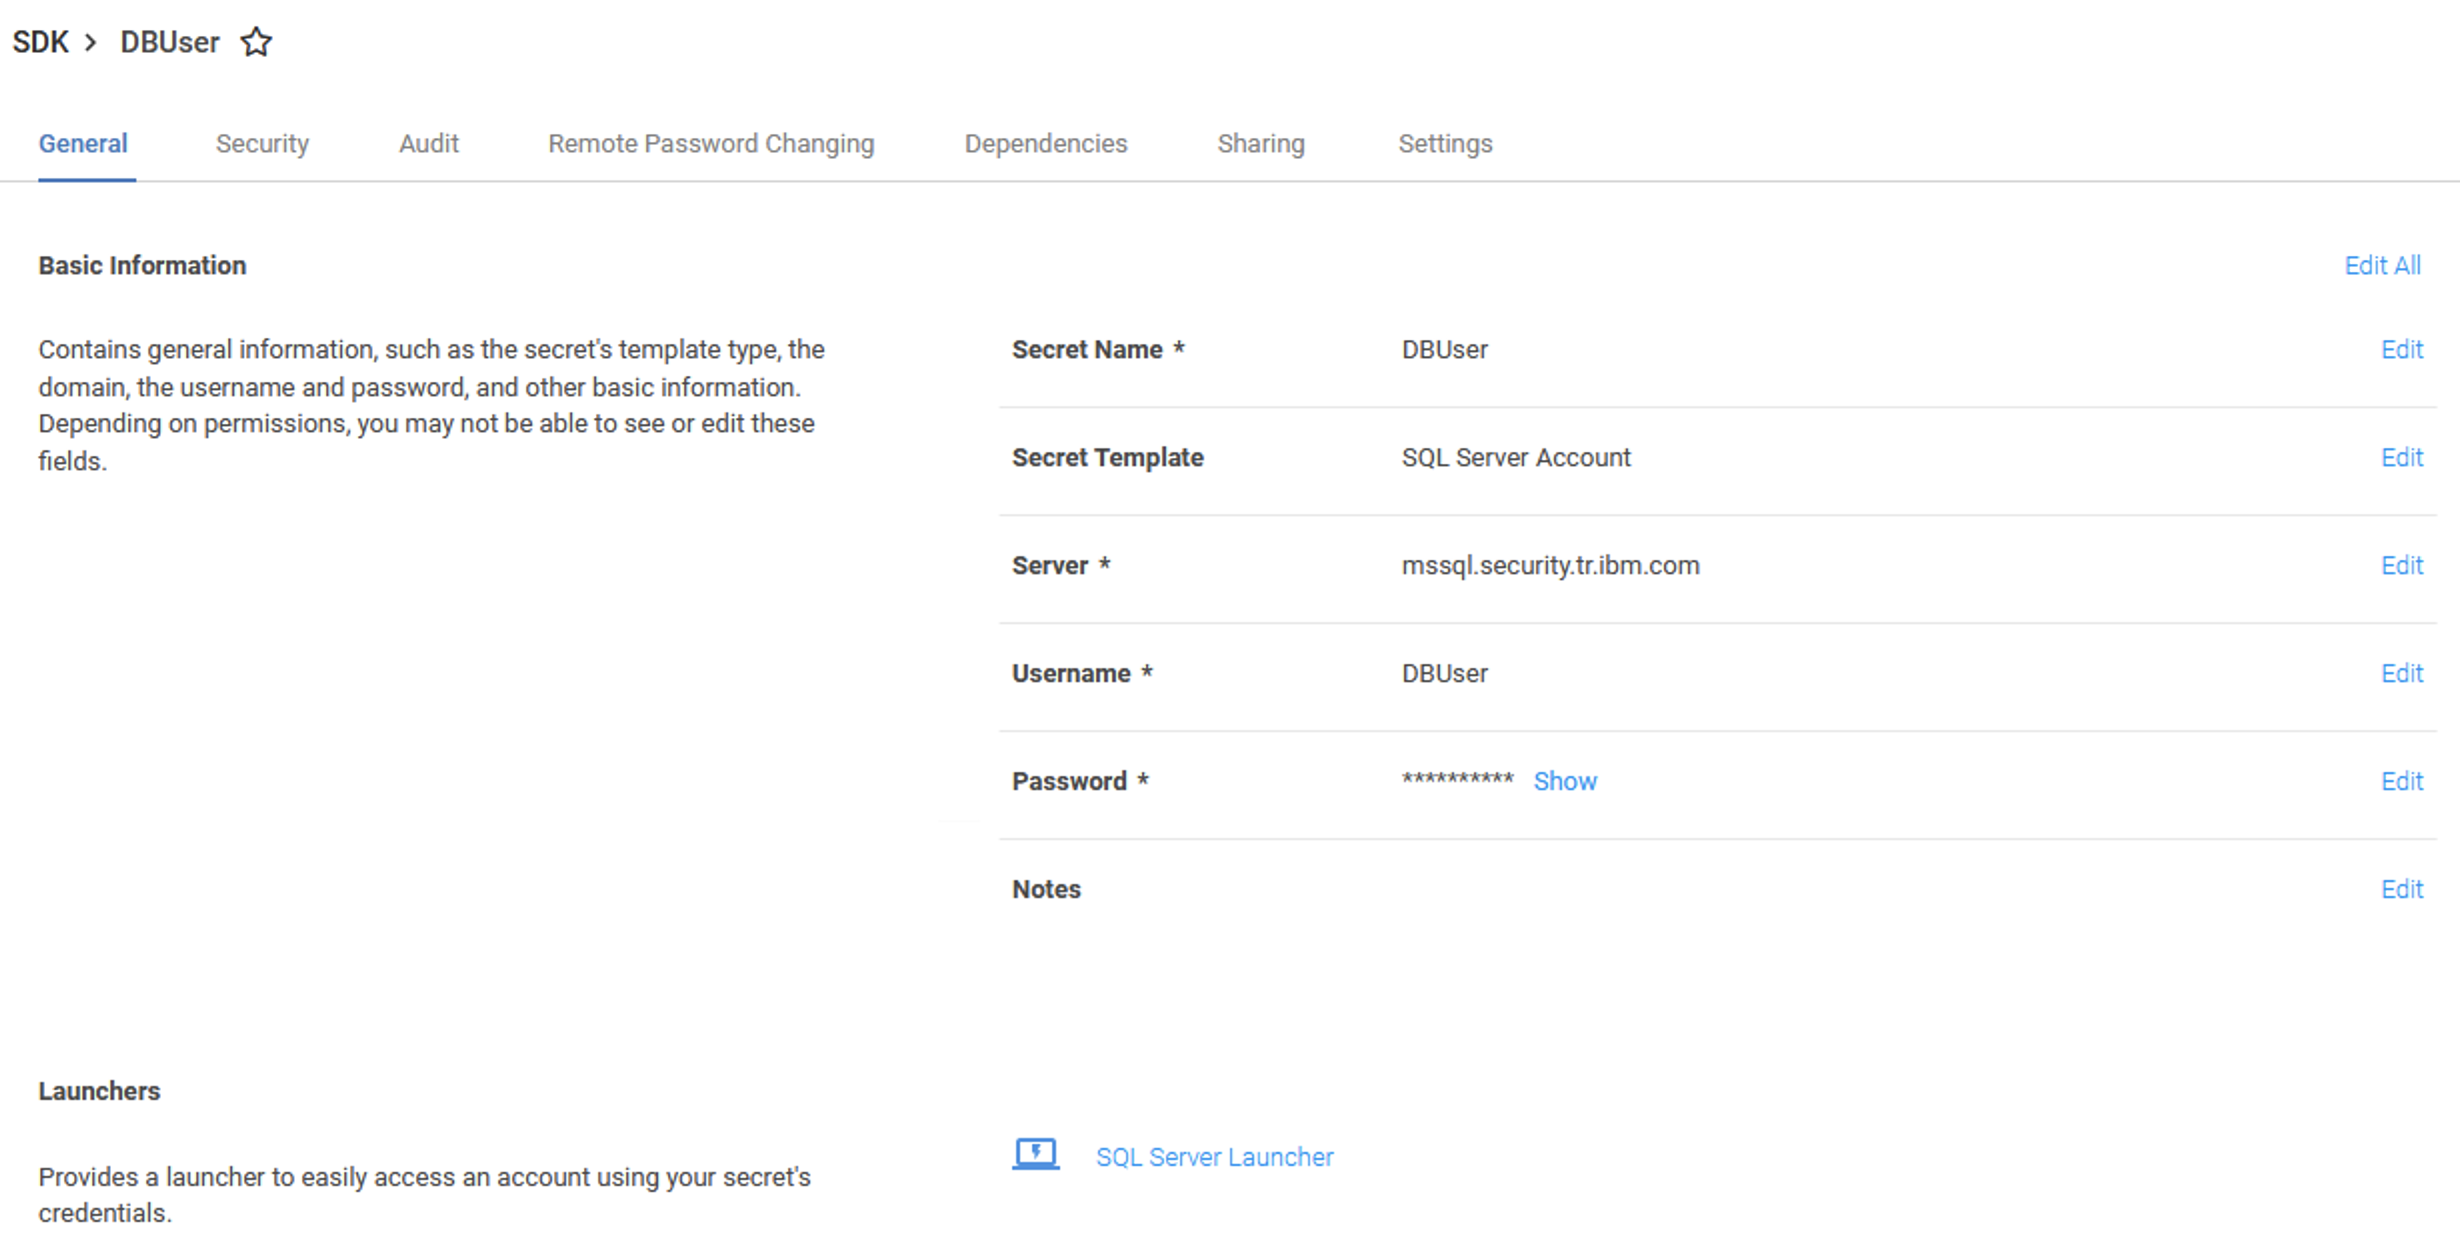 SDK > DBUser
General Security Audit Remote Password Changing Dependencies Sharing Settings
Basic Information Edit All
Contains general information, such as the secret's template type, the
domain, the username and password, and other basic information.
Depending on permissions, you may not be able to see or edit these
fields.
Secret Name * DBUser Edit
Secret Template SQL Server Account Edit
Server * mssql.security.tr.ibm.com Edit
Username * DBUser Edit
Password * ********** Show Edit
Notes Edit
Launchers
SQL Server Launcher
Provides a launcher to easily access an account using your secret's
credentials.